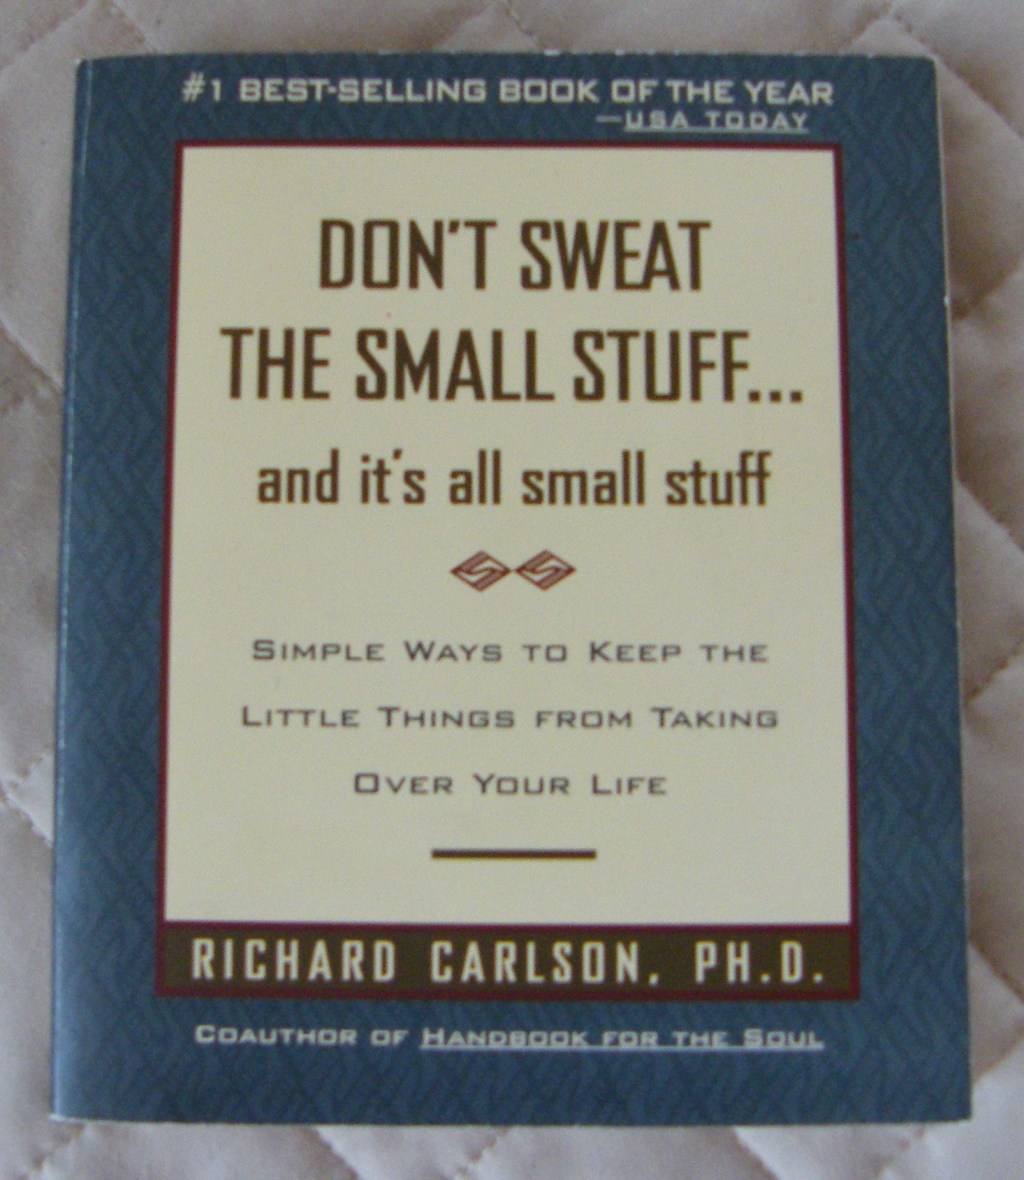 #1 BEST-SELLING BOOK OF THE YEAR
—USA TODAY
DON'T SWEAT
THE SMALL STUFF...
and it's all small stuff
SIMPLE WAYS TO KEEP THE
LITTLE THINGS FROM TAKING
OVER YOUR LIFE
RICHARD CARLSON, PH.D.
COAUTHOR OF HANDBOOK FOR THE SOUL